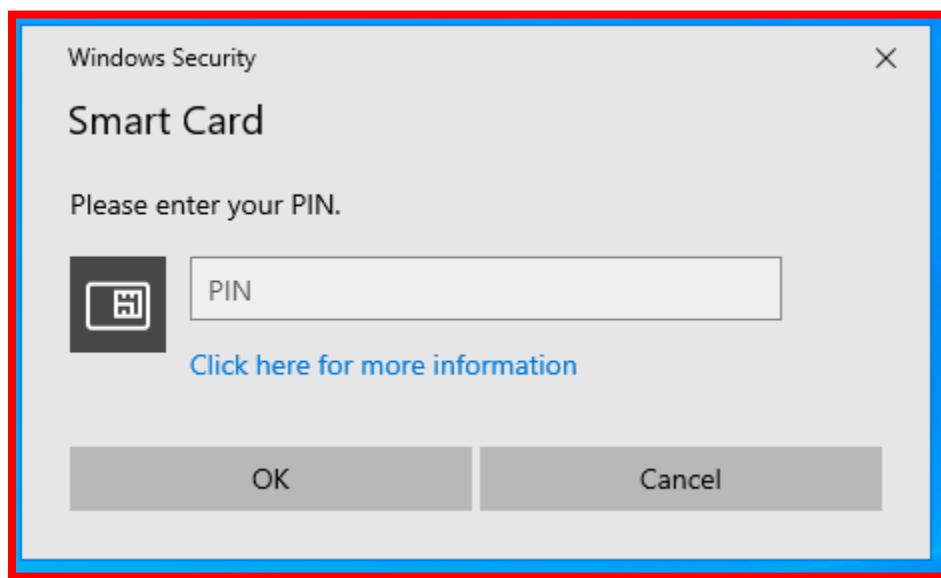 Windows Security
Smart Card
Please enter your PIN.
PIN
Click here for more information
OK Cancel